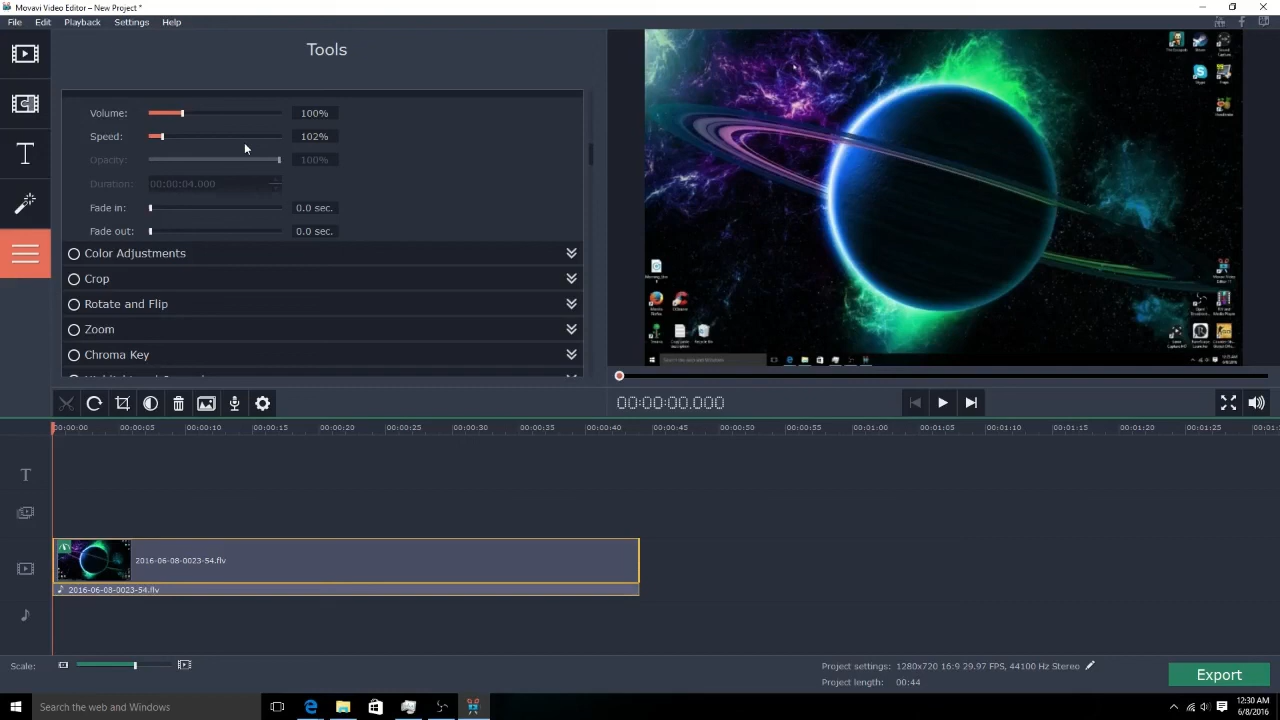 Movavi Video Editor – New Project *
File Edit Playback Settings Help
Tools
Volume: 100%
Speed: 102%
Opacity: 100%
Duration: 00:00:04.000
Fade in: 0.0 sec.
Fade out: 0.0 sec.
Color Adjustments
Crop
Rotate and Flip
Zoom
Chroma Key
00:00:00.000
00:00:00 00:00:05 00:00:10 00:00:15 00:00:20 00:00:25 00:00:30 00:00:35 00:00:40 00:00:45 00:00:50 00:00:55 00:01:00 00:01:05 00:01:10 00:01:15 00:01:20 00:01:25
T
2016-06-08-0023-54.flv
2016-06-08-0023-54.flv
Scale:
Project settings: 1280x720 16:9 29.97 FPS, 44100 Hz Stereo
Project length: 00:44
Export
Search the web and Windows
12:30 AM
6/8/2016